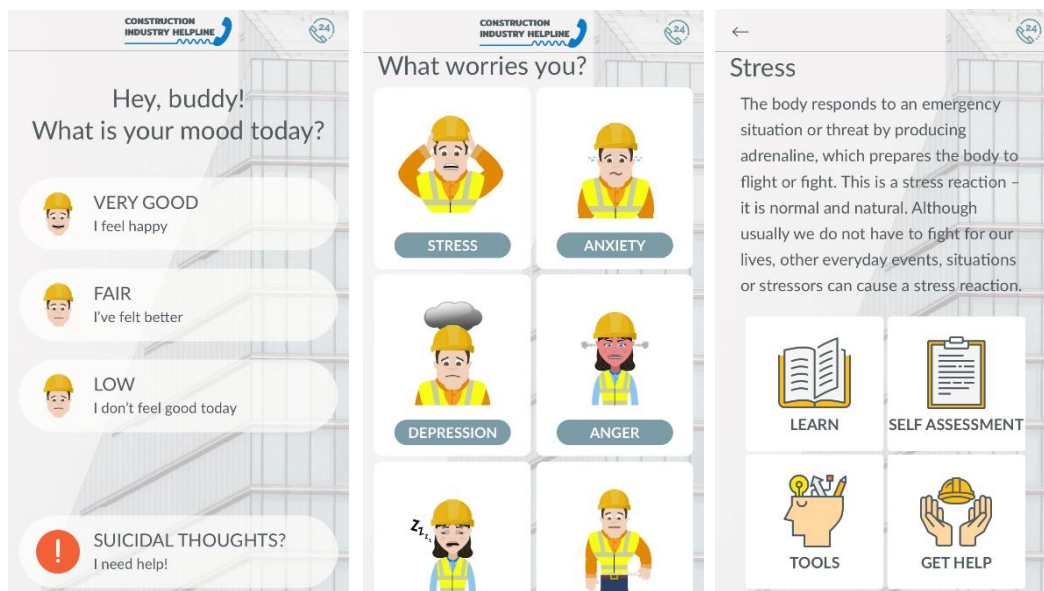 CONSTRUCTION
INDUSTRY HELPLINE
24
Hey, buddy!
What is your mood today?
VERY GOOD
I feel happy
FAIR
I've felt better
LOW
I don't feel good today
SUICIDAL THOUGHTS?
I need help!
CONSTRUCTION
INDUSTRY HELPLINE
24
What worries you?
STRESS
ANXIETY
DEPRESSION
ANGER
Zzzz
24
Stress
The body responds to an emergency
situation or threat by producing
adrenaline, which prepares the body to
flight or fight. This is a stress reaction –
it is normal and natural. Although
usually we do not have to fight for our
lives, other everyday events, situations
or stressors can cause a stress reaction.
LEARN
SELF ASSESSMENT
TOOLS
GET HELP